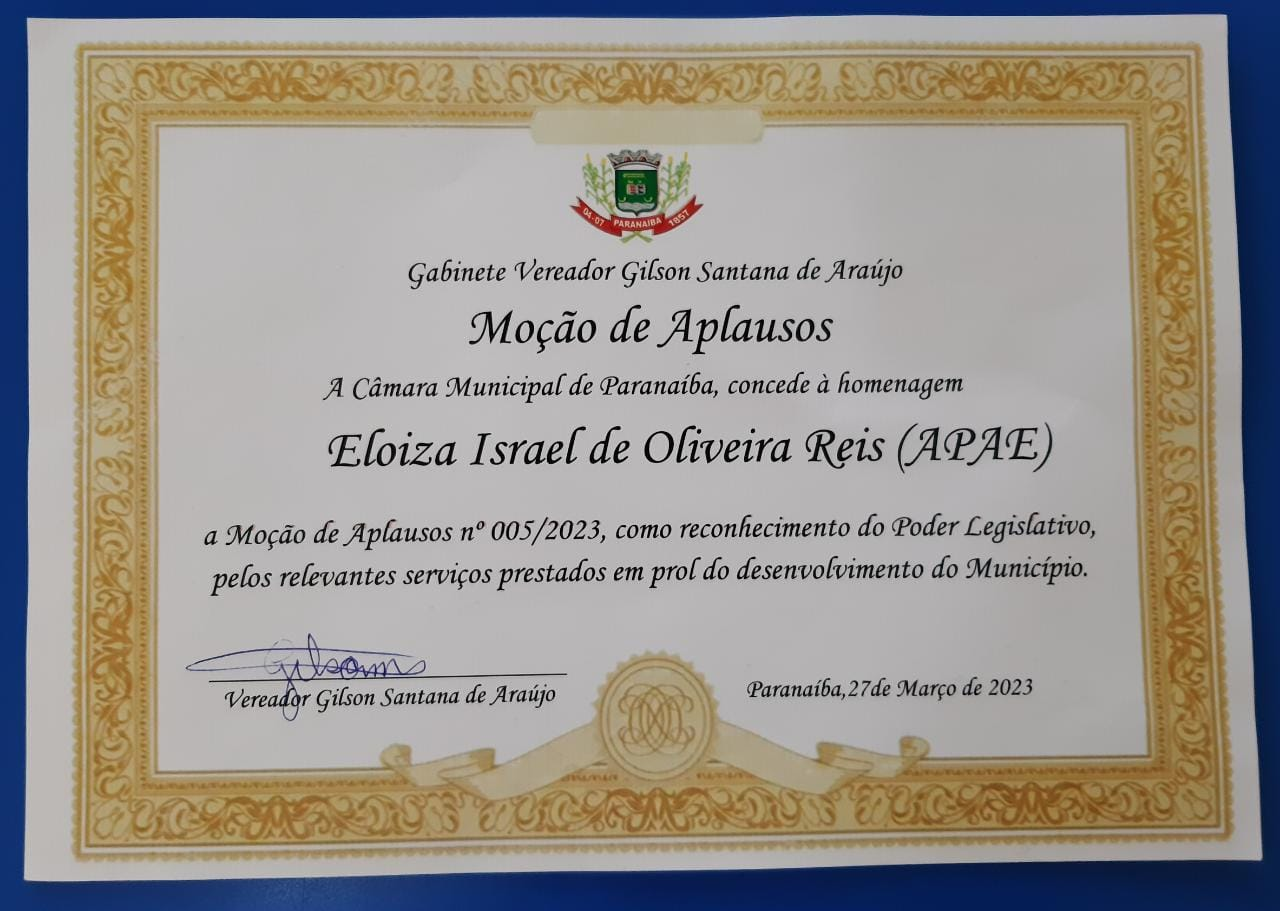 04-07 PARANAIBA 1857
Gabinete Vereador Gilson Santana de Araújo
Moção de Aplausos
A Câmara Municipal de Paranaíba, concede à homenagem
Eloiza Israel de Oliveira Reis (APAE)
a Moção de Aplausos nº 005/2023, como reconhecimento do Poder Legislativo,
pelos relevantes serviços prestados em prol do desenvolvimento do Município.
Gilson
Vereador Gilson Santana de Araújo
Paranaíba,27de Março de 2023